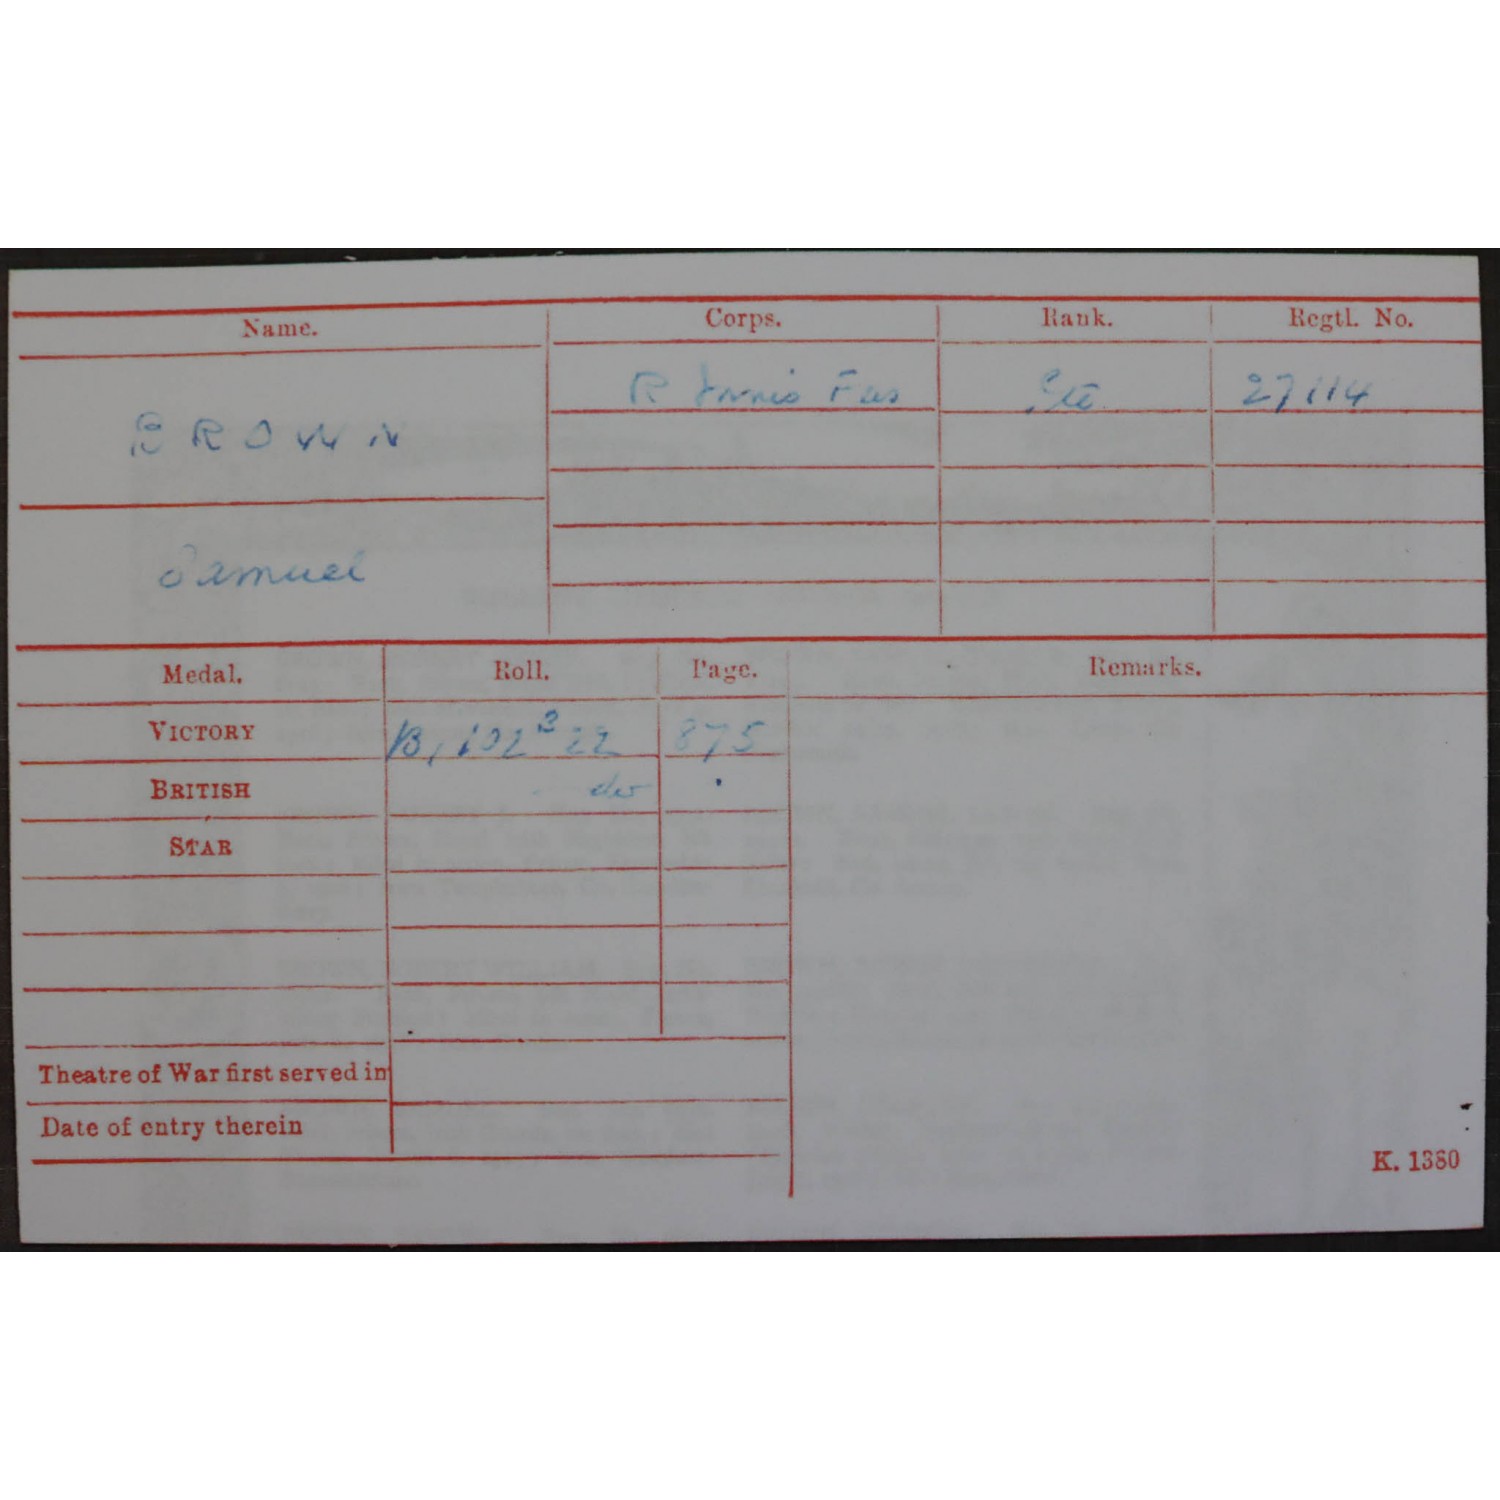 Name. Corps. Rank. Regtl. No.
R Innis Fus Pte 27114
BROWN
Samuel
Medal. Roll. Page. Remarks.
VICTORY B, 102 B 22 875
BRITISH do
STAR
Theatre of War first served in
Date of entry therein
K. 1380